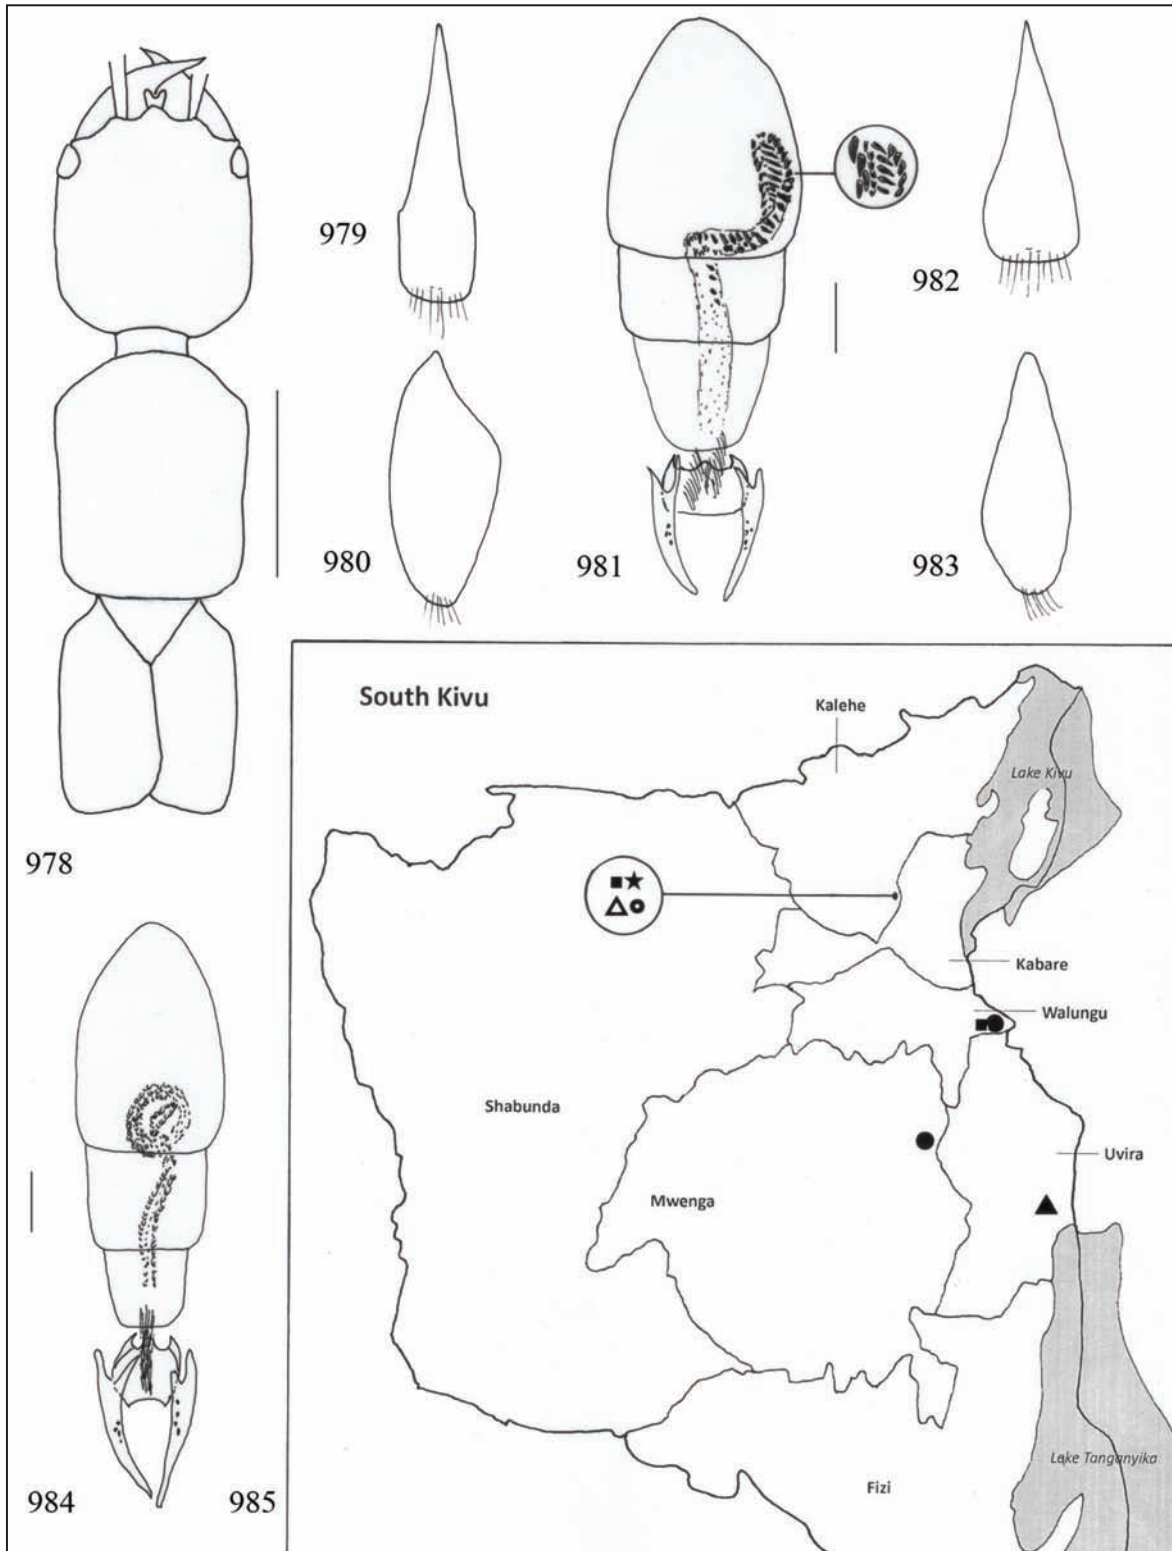 979
982
980
981
983
978
South Kivu
Kalehe
Lake Kivu
Kabare
Walungu
Shabunda
Uvira
Mwenga
Lake Tanganyika
Fizi
984
985